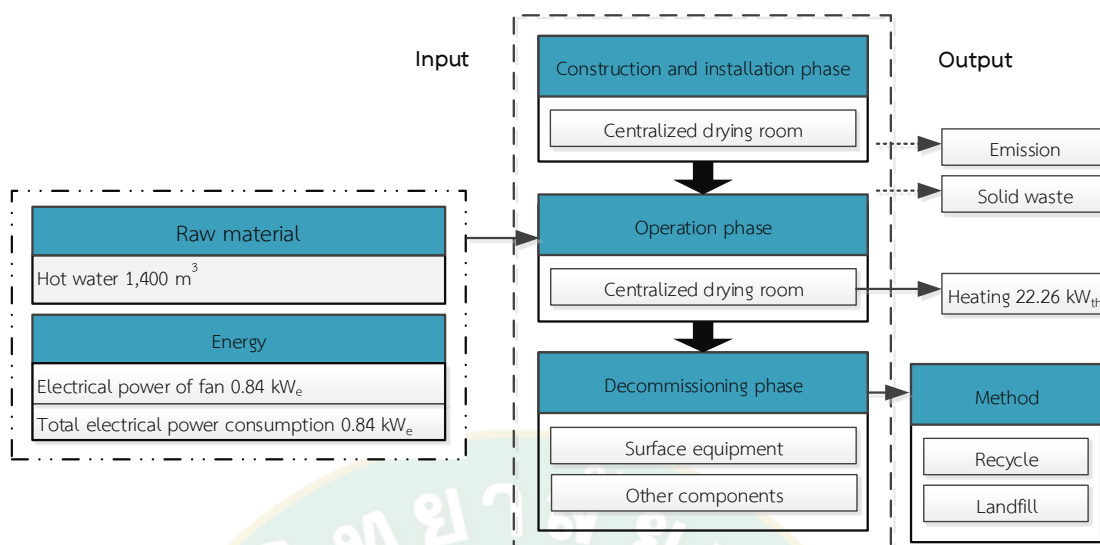 Input
Output
Construction and installation phase
Centralized drying room
Emission
Solid waste
Raw material
Hot water 1,400 m³
Energy
Electrical power of fan 0.84 kWₑ
Total electrical power consumption 0.84 kWₑ
Operation phase
Centralized drying room
Heating 22.26 kWₜₕ
Decommissioning phase
Surface equipment
Other components
Method
Recycle
Landfill